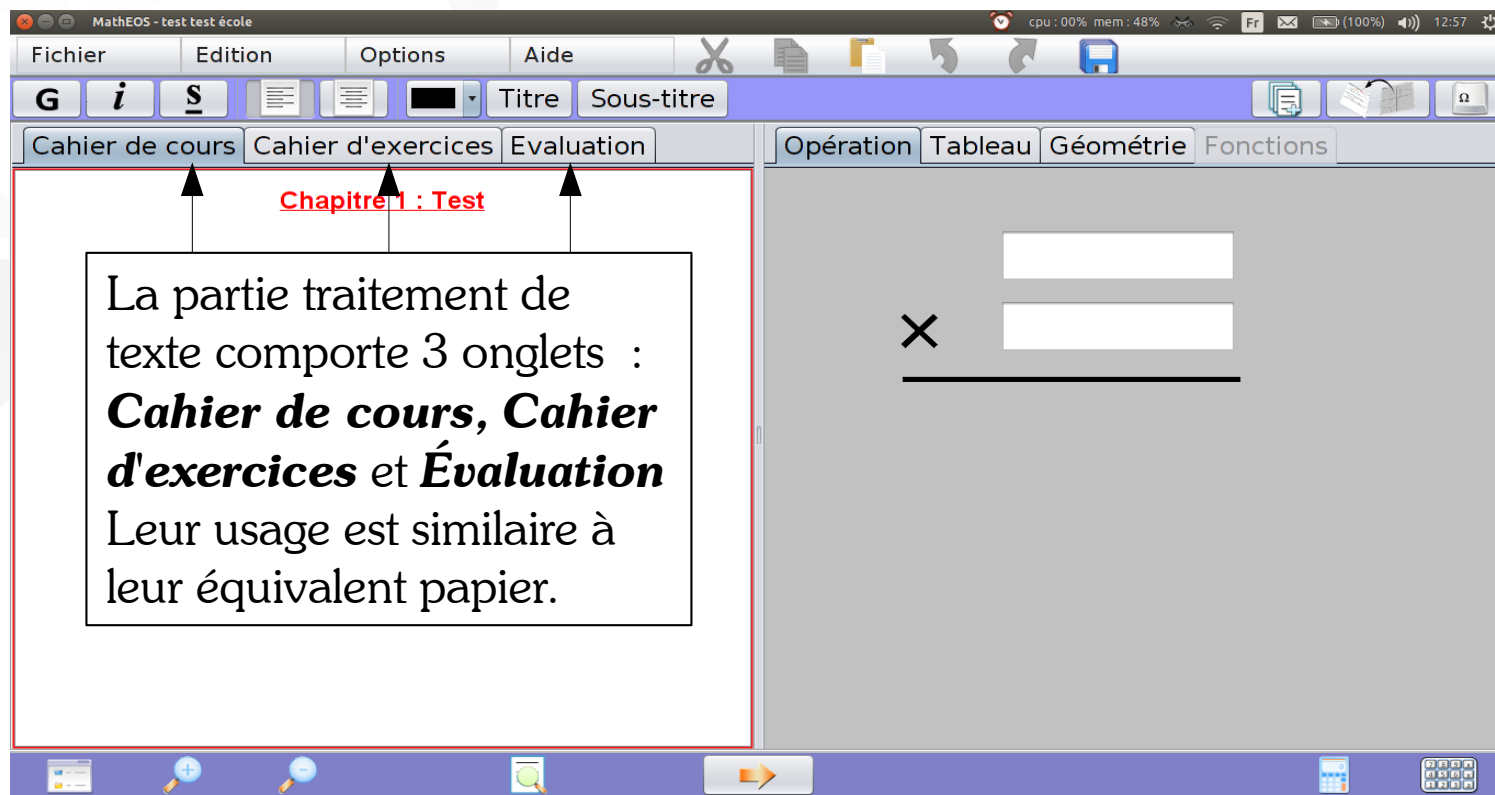 MathEOS - test test école
cpu : 00% mem : 48% Fr (100%) 12:57
Fichier Edition Options Aide
G i S Titre Sous-titre Ω
Cahier de cours Cahier d'exercices Evaluation Opération Tableau Géométrie Fonctions
Chapitre 1 : Test
La partie traitement de
texte comporte 3 onglets :
Cahier de cours, Cahier
d'exercices et Évaluation
Leur usage est similaire à
leur équivalent papier.
×